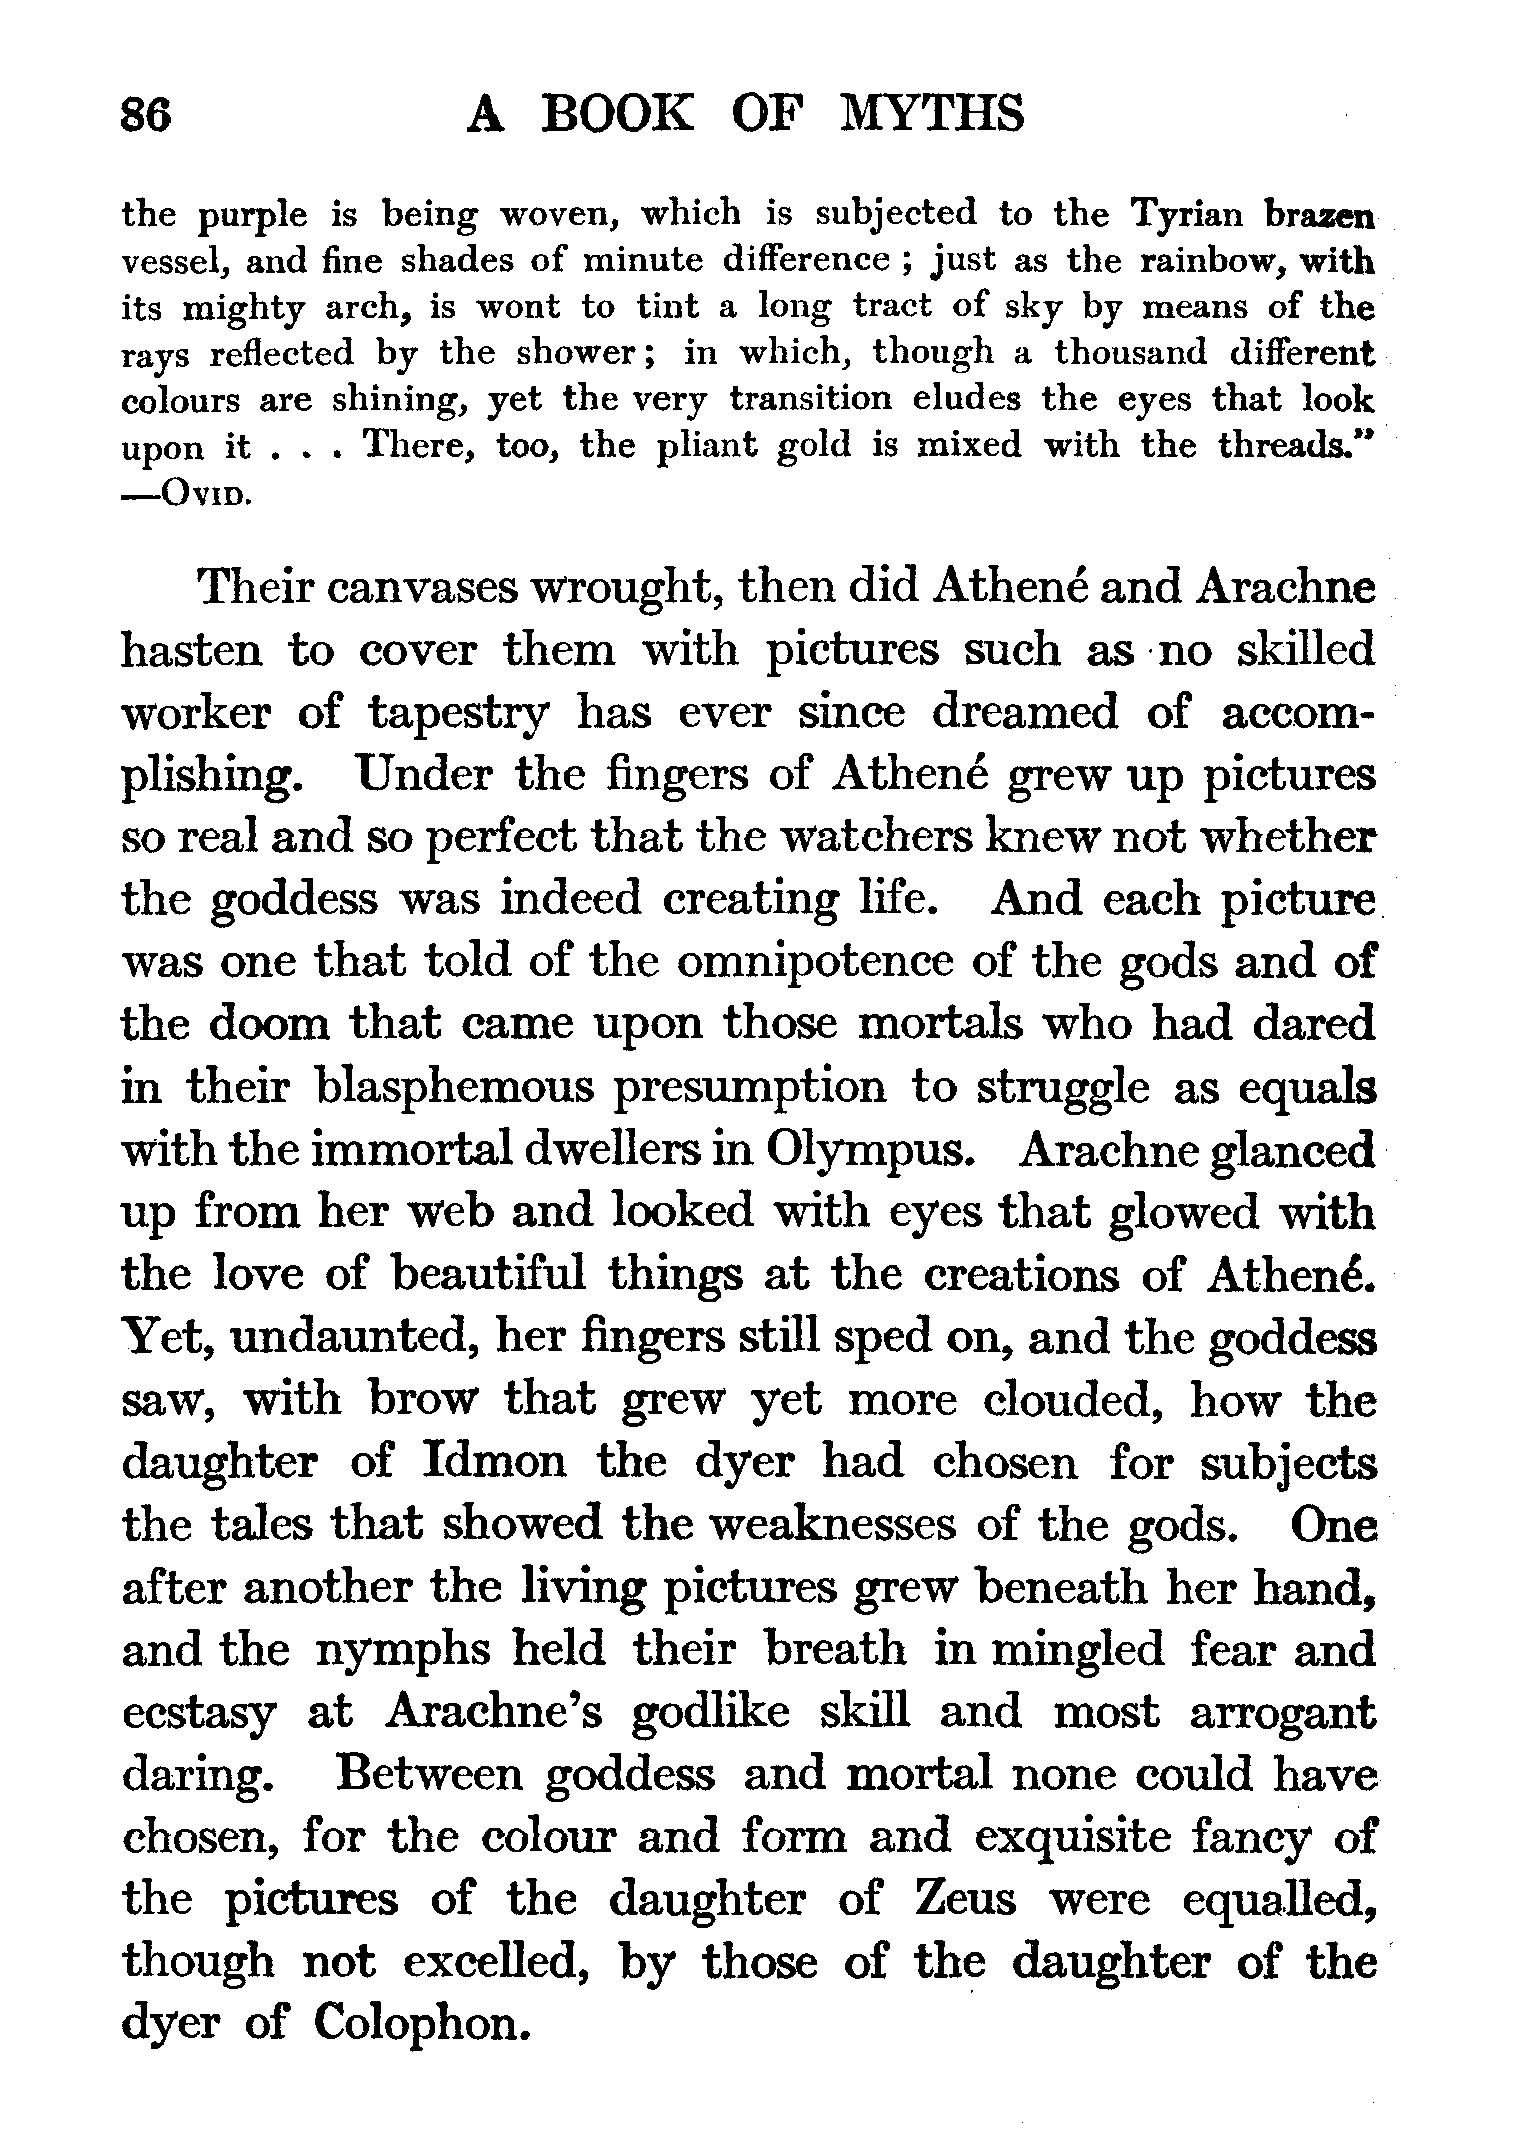 86 A BOOK OF MYTHS
the purple is being woven, which is subjected to the Tyrian brazen
vessel, and fine shades of minute difference ; just as the rainbow, with
its mighty arch, is wont to tint a long tract of sky by means of the
rays reflected by the shower ; in which, though a thousand different
colours are shining, yet the very transition eludes the eyes that look
upon it . . . There, too, the pliant gold is mixed with the threads.”
—OVID.
Their canvases wrought, then did Athené and Arachne
hasten to cover them with pictures such as no skilled
worker of tapestry has ever since dreamed of accom-
plishing. Under the fingers of Athené grew up pictures
so real and so perfect that the watchers knew not whether
the goddess was indeed creating life. And each picture
was one that told of the omnipotence of the gods and of
the doom that came upon those mortals who had dared
in their blasphemous presumption to struggle as equals
with the immortal dwellers in Olympus. Arachne glanced
up from her web and looked with eyes that glowed with
the love of beautiful things at the creations of Athené.
Yet, undaunted, her fingers still sped on, and the goddess
saw, with brow that grew yet more clouded, how the
daughter of Idmon the dyer had chosen for subjects
the tales that showed the weaknesses of the gods. One
after another the living pictures grew beneath her hand,
and the nymphs held their breath in mingled fear and
ecstasy at Arachne’s godlike skill and most arrogant
daring. Between goddess and mortal none could have
chosen, for the colour and form and exquisite fancy of
the pictures of the daughter of Zeus were equalled,
though not excelled, by those of the daughter of the
dyer of Colophon.